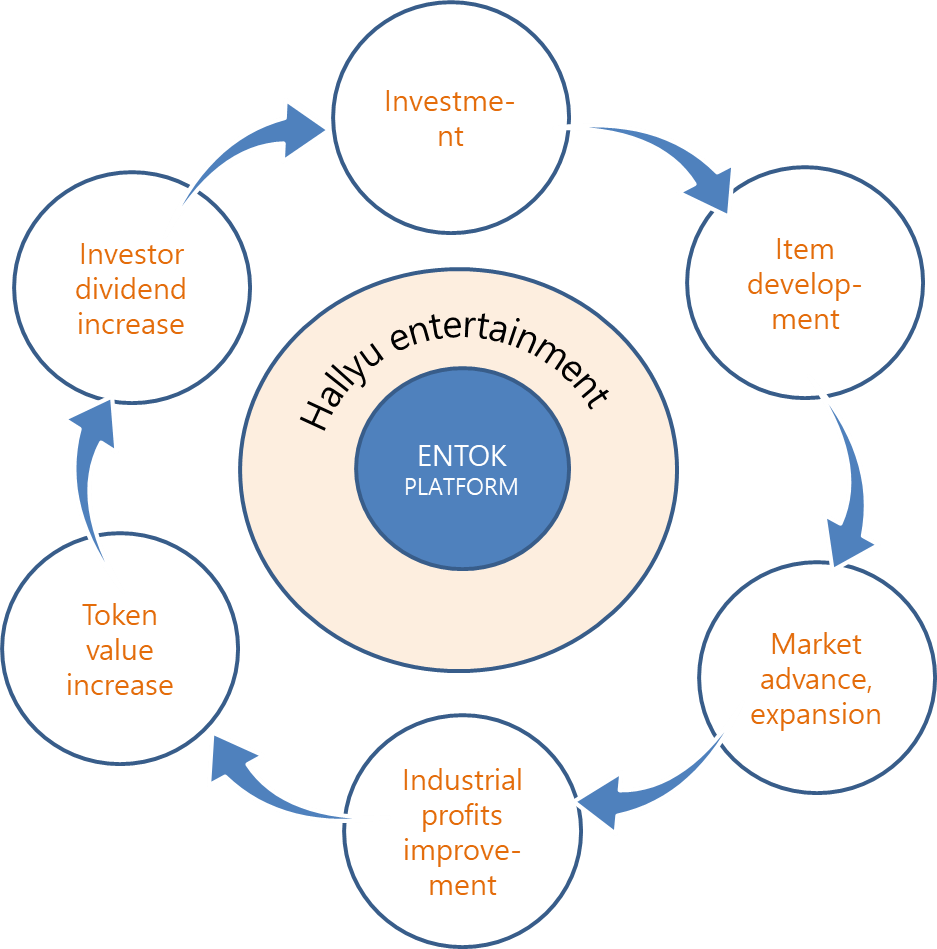 Investme-
nt
Item
develop-
ment
Market
advance,
expansion
Industrial
profits
improve-
ment
Token
value
increase
Investor
dividend
increase
Hallyu entertainment
ENTOK
PLATFORM